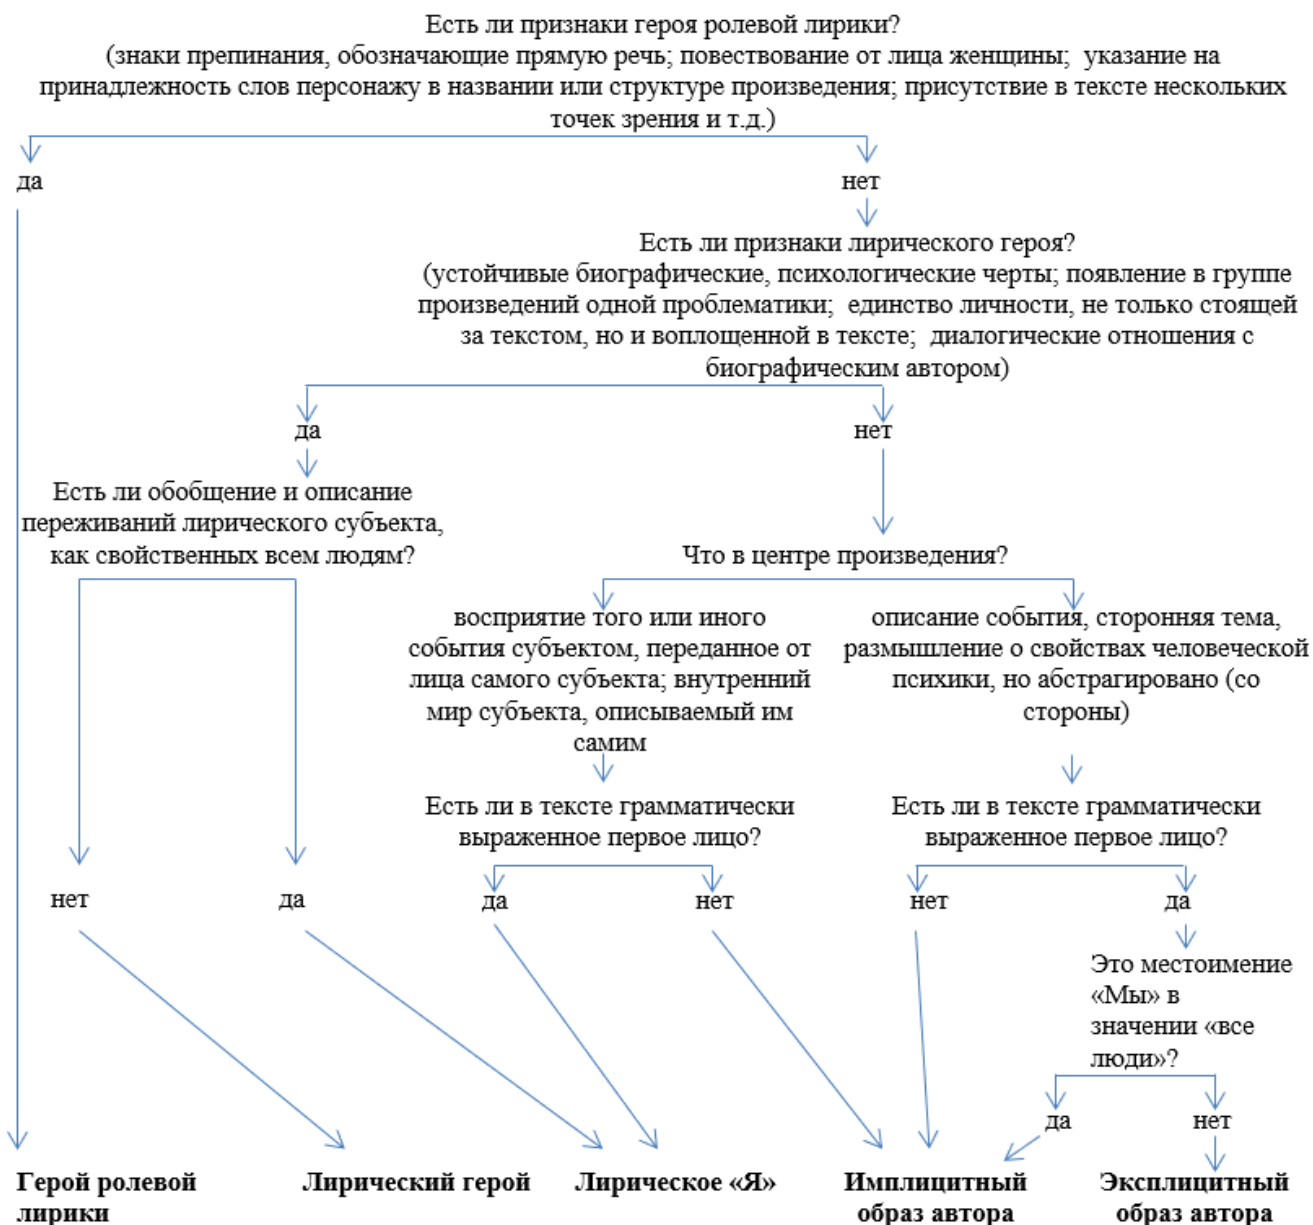 Есть ли признаки героя ролевой лирики?
(знаки препинания, обозначающие прямую речь; повествование от лица женщины; указание на
принадлежность слов персонажу в названии или структуре произведения; присутствие в тексте нескольких
точек зрения и т.д.)
да
нет
Есть ли признаки лирического героя?
(устойчивые биографические, психологические черты; появление в группе
произведений одной проблематики; единство личности, не только стоящей
за текстом, но и воплощенной в тексте; диалогические отношения с
биографическим автором)
да
нет
Есть ли обобщение и описание
переживаний лирического субъекта,
как свойственных всем людям?
Что в центре произведения?
восприятие того или иного
события субъектом, переданное от
лица самого субъекта; внутренний
мир субъекта, описываемый им
самим
описание события, сторонняя тема,
размышление о свойствах человеческой
психики, но абстрагировано (со
стороны)
Есть ли в тексте грамматически
выраженное первое лицо?
Есть ли в тексте грамматически
выраженное первое лицо?
нет
да
да
нет
нет
да
Это местоимение
«Мы» в
значении «все
люди»?
да
нет
Герой ролевой
лирики
Лирический герой
Лирическое «Я»
Имплицитный
образ автора
Эксплицитный
образ автора